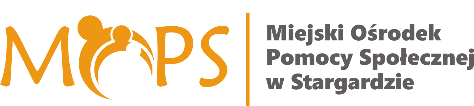 MOPS
Miejski Ośrodek
Pomocy Społecznej
w Stargardzie